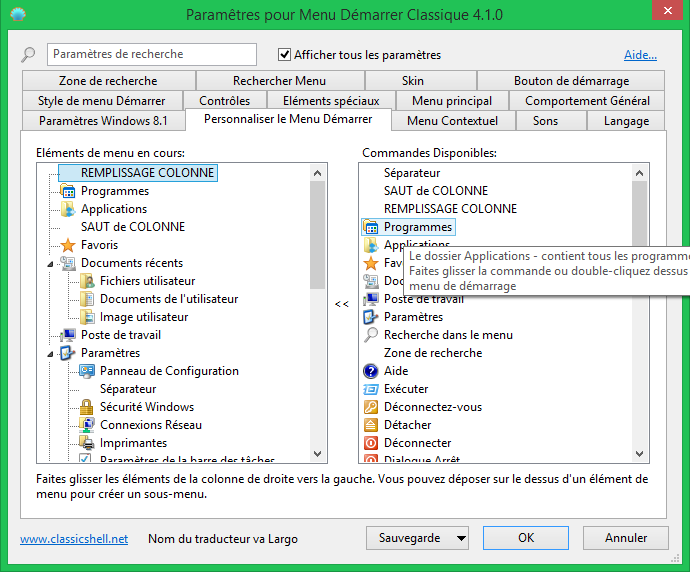 Paramêtres pour Menu Démarrer Classique 4.1.0
Paramètres de recherche
Afficher tous les paramêtres
Aide...
Zone de recherche
Rechercher Menu
Skin
Bouton de démarrage
Style de menu Démarrer
Contrôles
Eléments spéciaux
Menu principal
Comportement Général
Paramètres Windows 8.1
Personnaliser le Menu Démarrer
Menu Contextuel
Sons
Langage
Eléments de menu en cours:
REMPLISSAGE COLONNE
Programmes
Applications
SAUT de COLONNE
Favoris
Documents récents
Fichiers utilisateur
Documents de l'utilisateur
Image utilisateur
Poste de travail
Paramètres
Panneau de Configuration
Séparateur
Sécurité Windows
Connexions Réseau
Imprimantes
Paramètres de la barre des tâches
<<
Commandes Disponibles:
Séparateur
SAUT de COLONNE
REMPLISSAGE COLONNE
Programmes
Applications
Le dossier Applications - contient tous les programme
Faites glisser la commande ou double-cliquez dessus
menu de démarrage
Poste de travail
Paramètres
Recherche dans le menu
Zone de recherche
Aide
Exécuter
Déconnectez-vous
Détacher
Déconnecter
Dialogue Arrêt
Faites glisser les éléments de la colonne de droite vers la gauche. Vous pouvez déposer sur le dessus d'un élément de
menu pour créer un sous-menu.
www.classicshell.net
Nom du traducteur va Largo
Sauvegarde
OK
Annuler